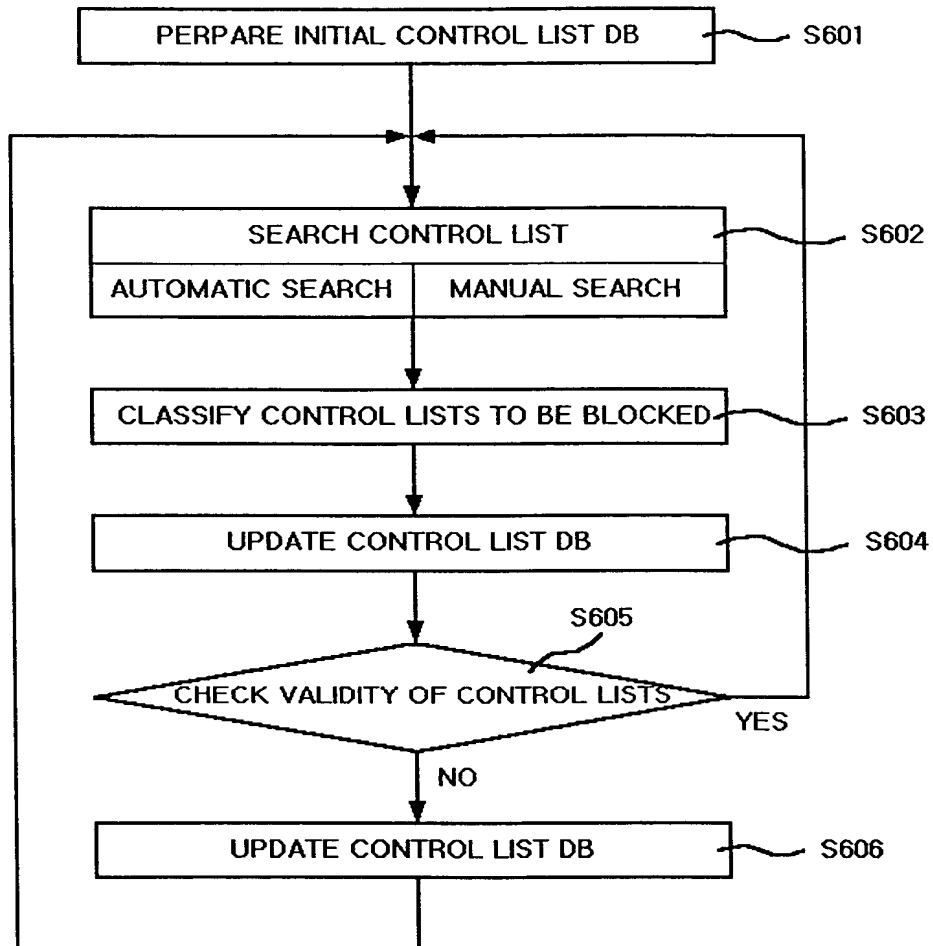 PERPARE INITIAL CONTROL LIST DB
S601
SEARCH CONTROL LIST
S602
AUTOMATIC SEARCH
MANUAL SEARCH
CLASSIFY CONTROL LISTS TO BE BLOCKED
S603
UPDATE CONTROL LIST DB
S604
S605
CHECK VALIDITY OF CONTROL LISTS
YES
NO
UPDATE CONTROL LIST DB
S606